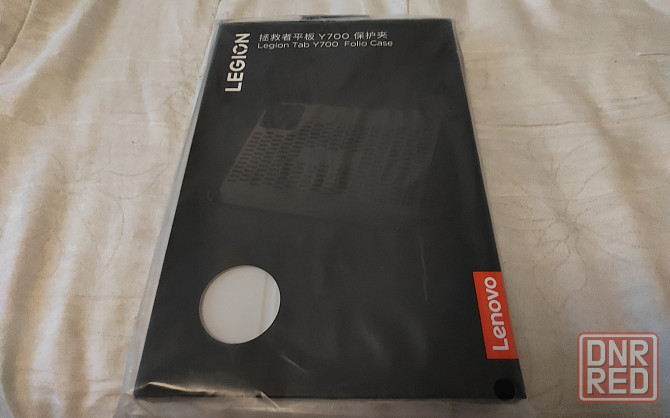 LEGION
拯救者平板 Y700 保护夹
Legion Tab Y700 Folio Case
Lenovo
DNR
RED